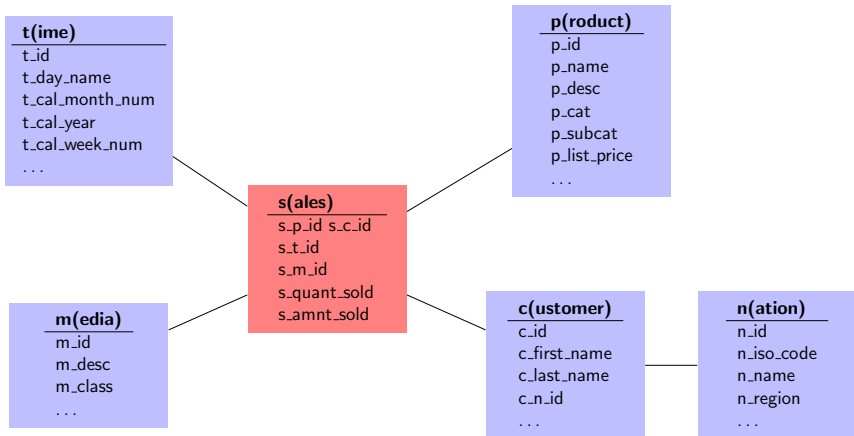 t(ime)
t_id
t_day_name
t_cal_month_num
t_cal_year
t_cal_week_num
...
p(roduct)
p_id
p_name
p_desc
p_cat
p_subcat
p_list_price
...
s(ales)
s_p_id s_c_id
s_t_id
s_m_id
s_quant_sold
s_amnt_sold
m(edia)
m_id
m_desc
m_class
...
c(ustomer)
c_id
c_first_name
c_last_name
c_n_id
...
n(ation)
n_id
n_iso_code
n_name
n_region
...